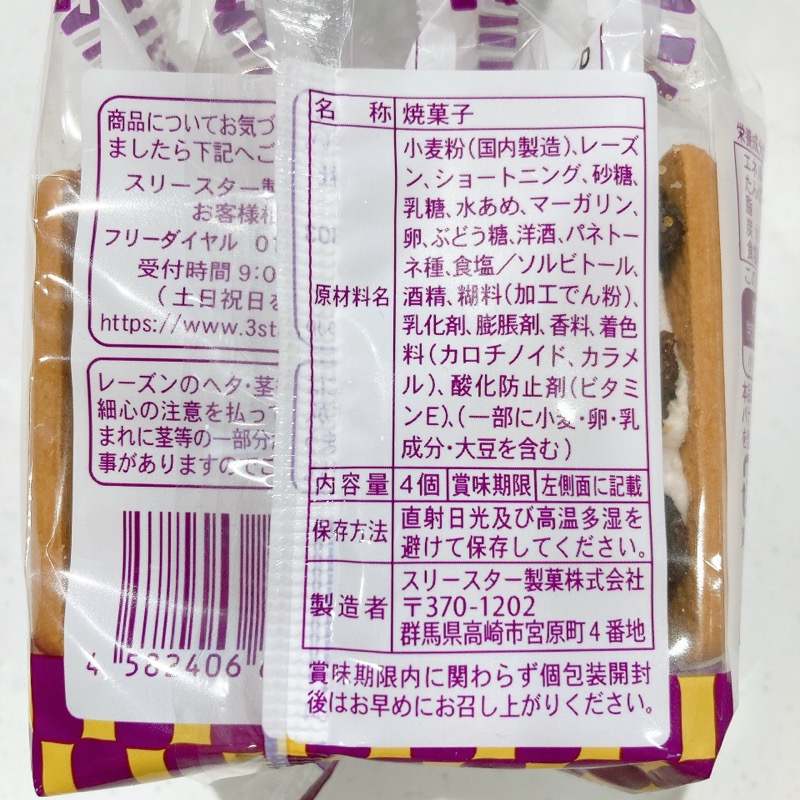 商品についてお気づ
ましたら下記へご
スリースター製
お客様相
フリーダイヤル 01
受付時間 9:0
(土日祝日を
https://www.3st
レーズンのヘタ・茎
細心の注意を払って
まれに茎等の一部分
事がありますのでご
4 582406
名 称 焼菓子
原材料名
小麦粉(国内製造)、レーズ
ン、ショートニング、砂糖、
乳糖、水あめ、マーガリン、
卵、ぶどう糖、洋酒、パネトー
ネ種、食塩/ソルビトール、
酒精、糊料(加工でん粉)、
乳化剤、膨脹剤、香料、着色
料(カロチノイド、カラメ
ル)、酸化防止剤(ビタミ
ンE)、(一部に小麦・卵・乳
成分・大豆を含む)
内容量 4個 賞味期限 左側面に記載
保存方法 直射日光及び高温多湿を
避けて保存してください。
製造者 スリースター製菓株式会社
〒370-1202
群馬県高崎市宮原町4番地
賞味期限内に関わらず個包装開封
後はお早めにお召し上がりください。